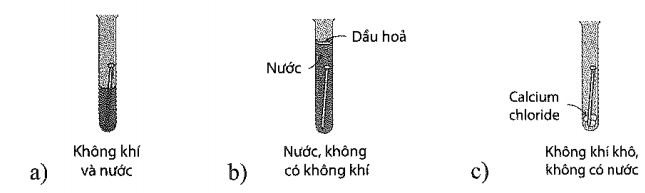 Dầu hoả
Nước
Calcium
chloride
a)
Không khí
và nước
b)
Nước, không
có không khí
c)
Không khí khô,
không có nước